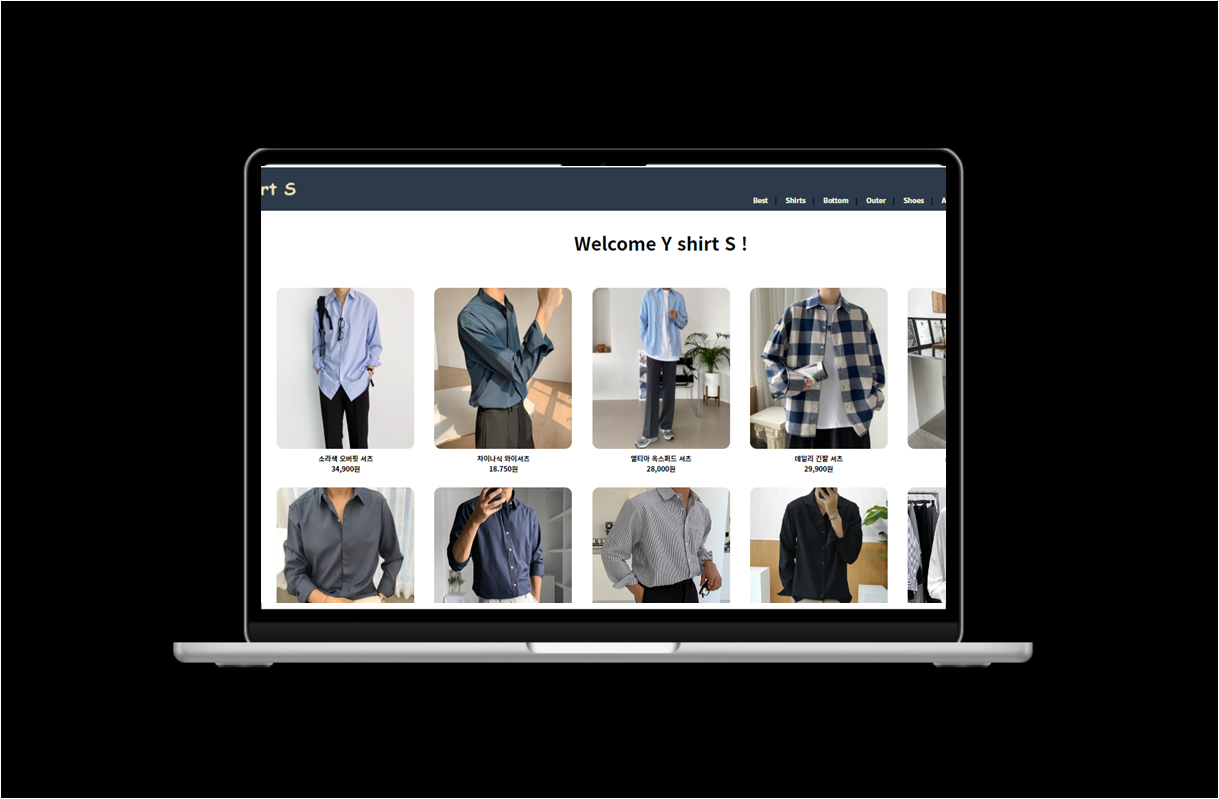 rt S
Best | Shirts | Bottom | Outer | Shoes | A
Welcome Y shirt S !
소라색 오버핏 셔츠
34,900원
차이나식 와이셔츠
18.750원
엘티아 옥스퍼드 셔츠
28,000원
데일리 긴팔 셔츠
29,900원